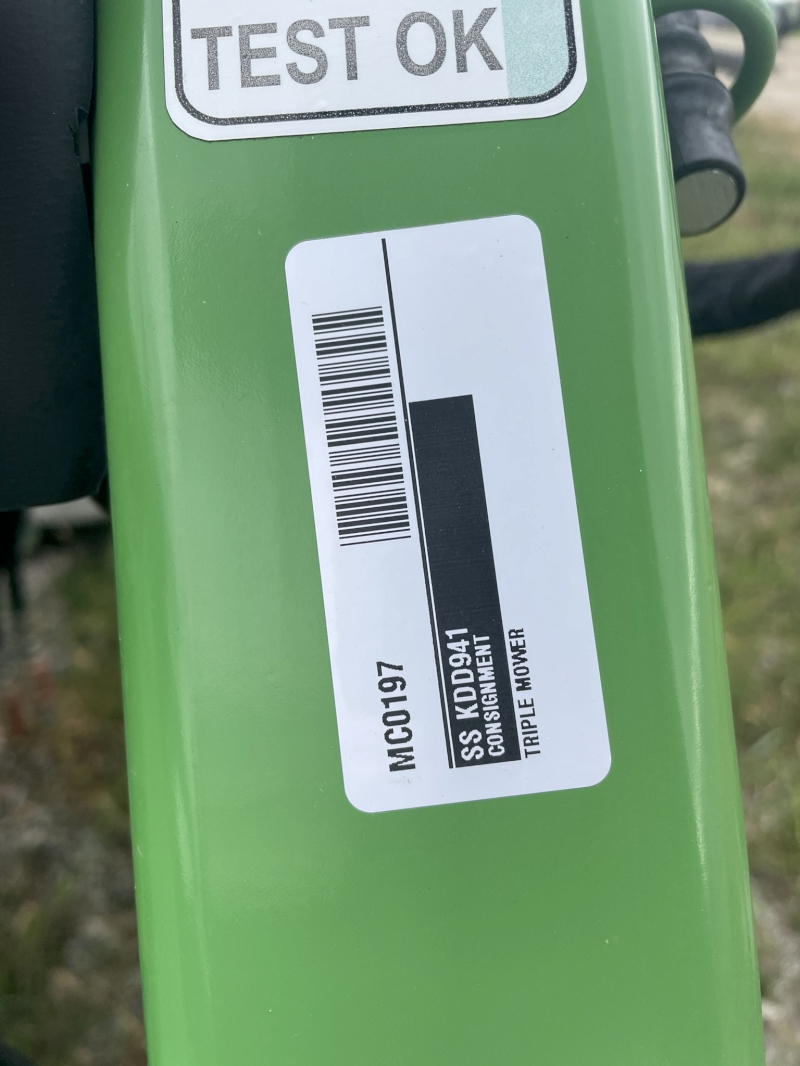 TEST OK
MC0197
SS KDD941
CONSIGNMENT
TRIPLE MOWER